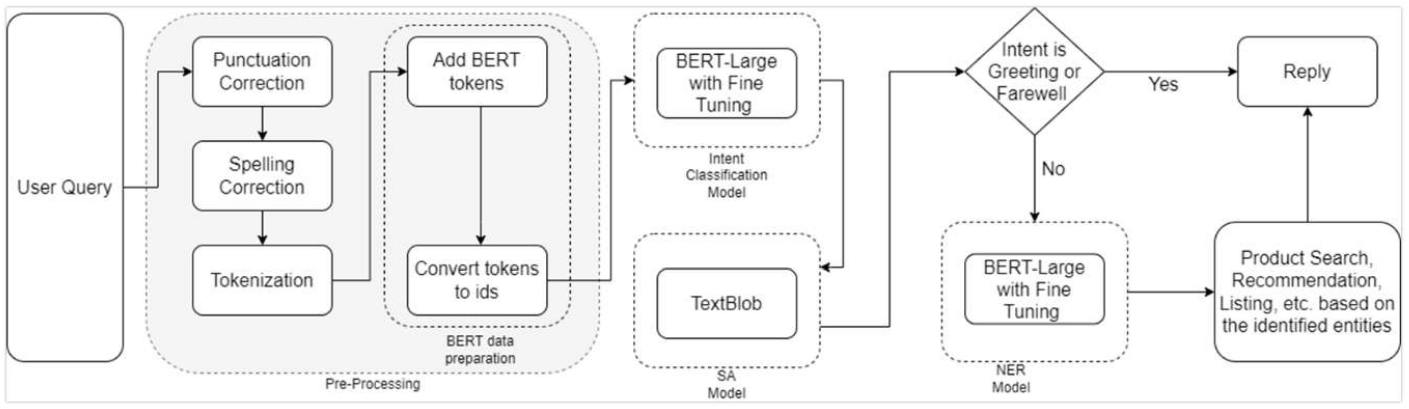 User Query
Punctuation
Correction
Spelling
Correction
Tokenization
Add BERT
tokens
Convert tokens
to ids
BERT data
preparation
Pre-Processing
BERT-Large
with Fine
Tuning
Intent
Classification
Model
TextBlob
SA
Model
Intent is
Greeting or
Farewell
Yes
No
Reply
BERT-Large
with Fine
Tuning
NER
Model
Product Search,
Recommendation,
Listing, etc. based on
the identified entities